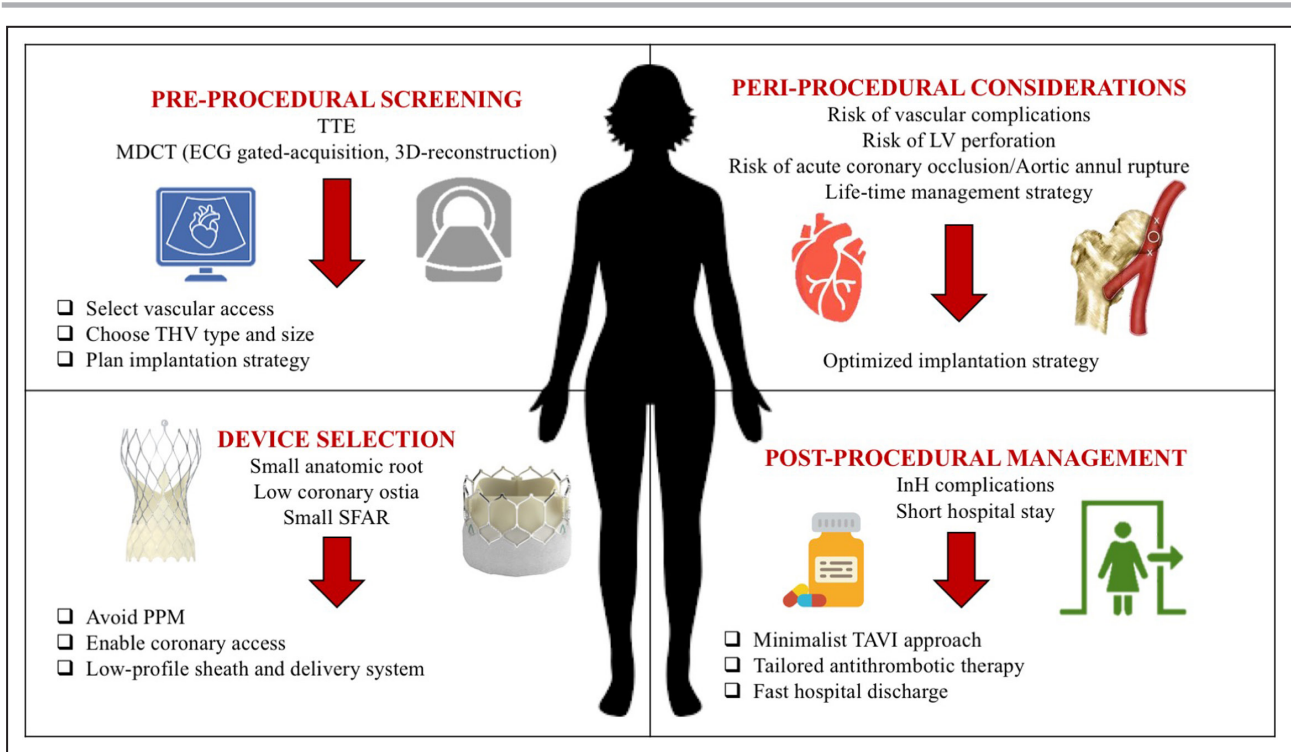 PRE-PROCEDURAL SCREENING
TTE
MDCT (ECG gated-acquisition, 3D-reconstruction)
❑ Select vascular access
❑ Choose THV type and size
❑ Plan implantation strategy
PERI-PROCEDURAL CONSIDERATIONS
Risk of vascular complications
Risk of LV perforation
Risk of acute coronary occlusion/Aortic annul rupture
Life-time management strategy
Optimized implantation strategy
DEVICE SELECTION
Small anatomic root
Low coronary ostia
Small SFAR
❑ Avoid PPM
❑ Enable coronary access
❑ Low-profile sheath and delivery system
POST-PROCEDURAL MANAGEMENT
InH complications
Short hospital stay
❑ Minimalist TAVI approach
❑ Tailored antithrombotic therapy
❑ Fast hospital discharge